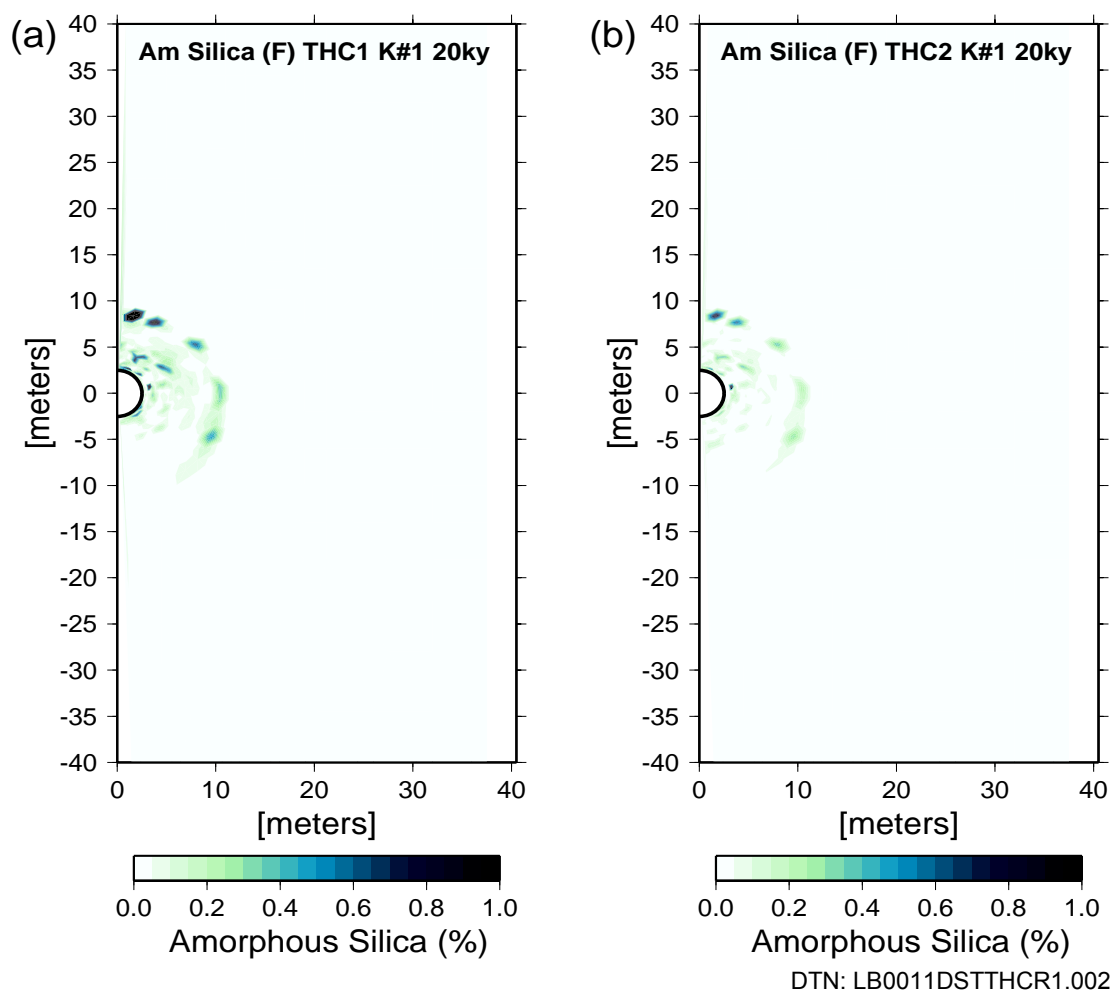 (a)
Am Silica (F) THC1 K#1 20ky
40
35
30
25
20
15
10
5
0
-5
-10
-15
-20
-25
-30
-35
-40
[meters]
0 10 20 30 40
[meters]
0.0 0.2 0.4 0.6 0.8 1.0
Amorphous Silica (%)
(b)
Am Silica (F) THC2 K#1 20ky
40
35
30
25
20
15
10
5
0
-5
-10
-15
-20
-25
-30
-35
-40
[meters]
0 10 20 30 40
[meters]
0.0 0.2 0.4 0.6 0.8 1.0
Amorphous Silica (%)
DTN: LB0011DSTTHCR1.002